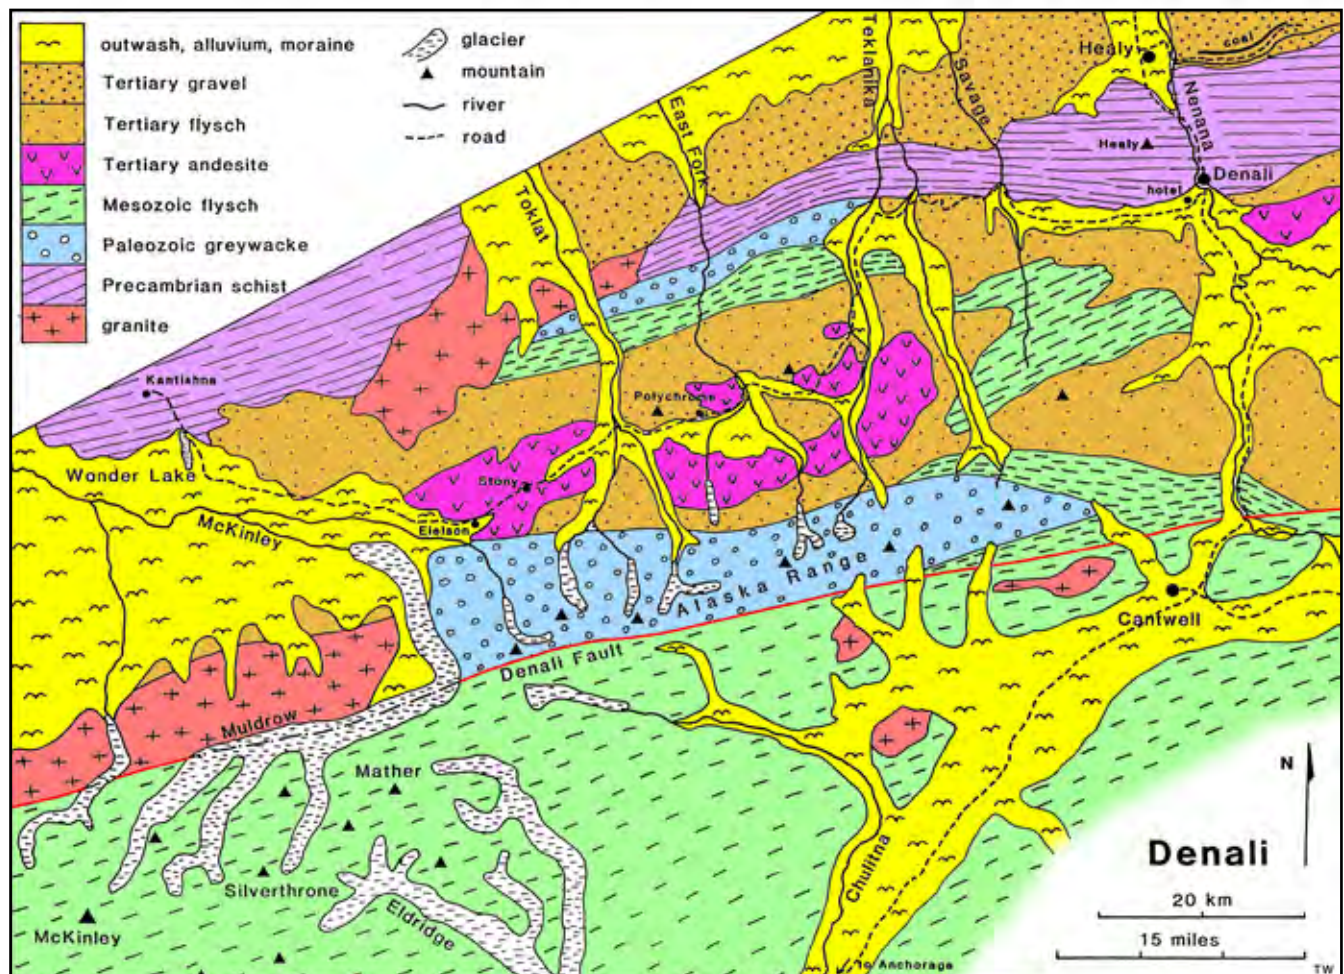 outwash, alluvium, moraine
Tertiary gravel
Tertiary flysch
Tertiary andesite
Mesozoic flysch
Paleozoic greywacke
Precambrian schist
granite
glacier
mountain
river
road
Teklanika
Savage
Healy
coal
Nenana
East Fork
Healy
Denali
hotel
Toklat
Kantishna
Polychrome
Wonder Lake
Stony
McKinley
Eielson
Alaska Range
Cantwell
Denali Fault
Muldrow
Mather
Silverthrone
Eldridge
McKinley
Chulitna
to Anchorage
N
Denali
20 km
15 miles
TW